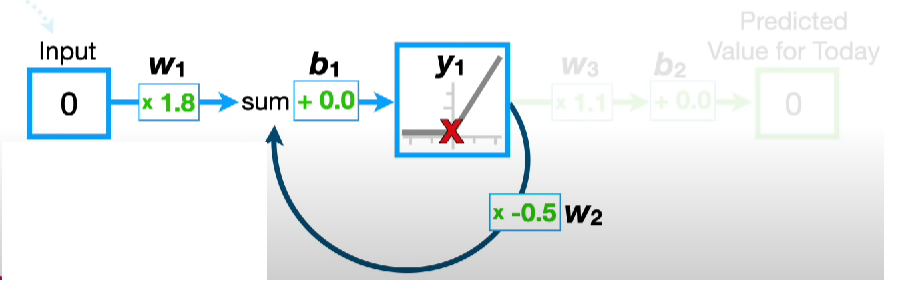 Predicted
Value for Today
Input
w₁
b₁
y₁
w₃
b₂
0
x 1.8
sum
+ 0.0
x 1.1
+ 0.0
0
x -0.5
w₂